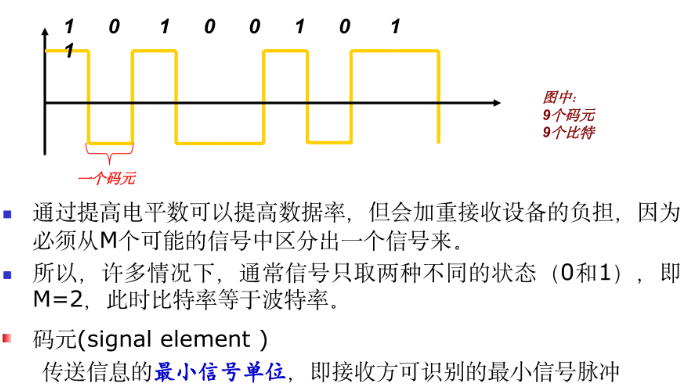 1 0 1 0 0 1 0 1
1
图中:
9个码元
9个比特
一个码元
通过提高电平数可以提高数据率，但会加重接收设备的负担，因为
必须从M个可能的信号中区分出一个信号来。
所以，许多情况下，通常信号只取两种不同的状态（0和1），即
M=2，此时比特率等于波特率。
码元(signal element )
传送信息的最小信号单位，即接收方可识别的最小信号脉冲